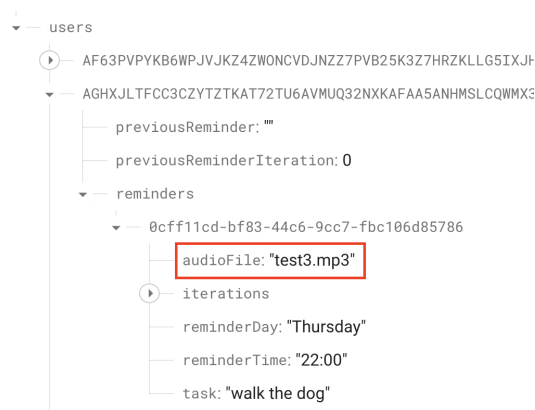 users
AF63PVPYKB6WPJVJKZ4ZWONCVDJNZZ7PVB25K3Z7HRZKLLG5IXJH
AGHXJLTFCC3CZYTZTKAT72TU6AVMUQ32NXKAFAA5ANHMSLCQWMX3
previousReminder: ""
previousReminderIteration: 0
reminders
0cff11cd-bf83-44c6-9cc7-fbc106d85786
audioFile: "test3.mp3"
iterations
reminderDay: "Thursday"
reminderTime: "22:00"
task: "walk the dog"